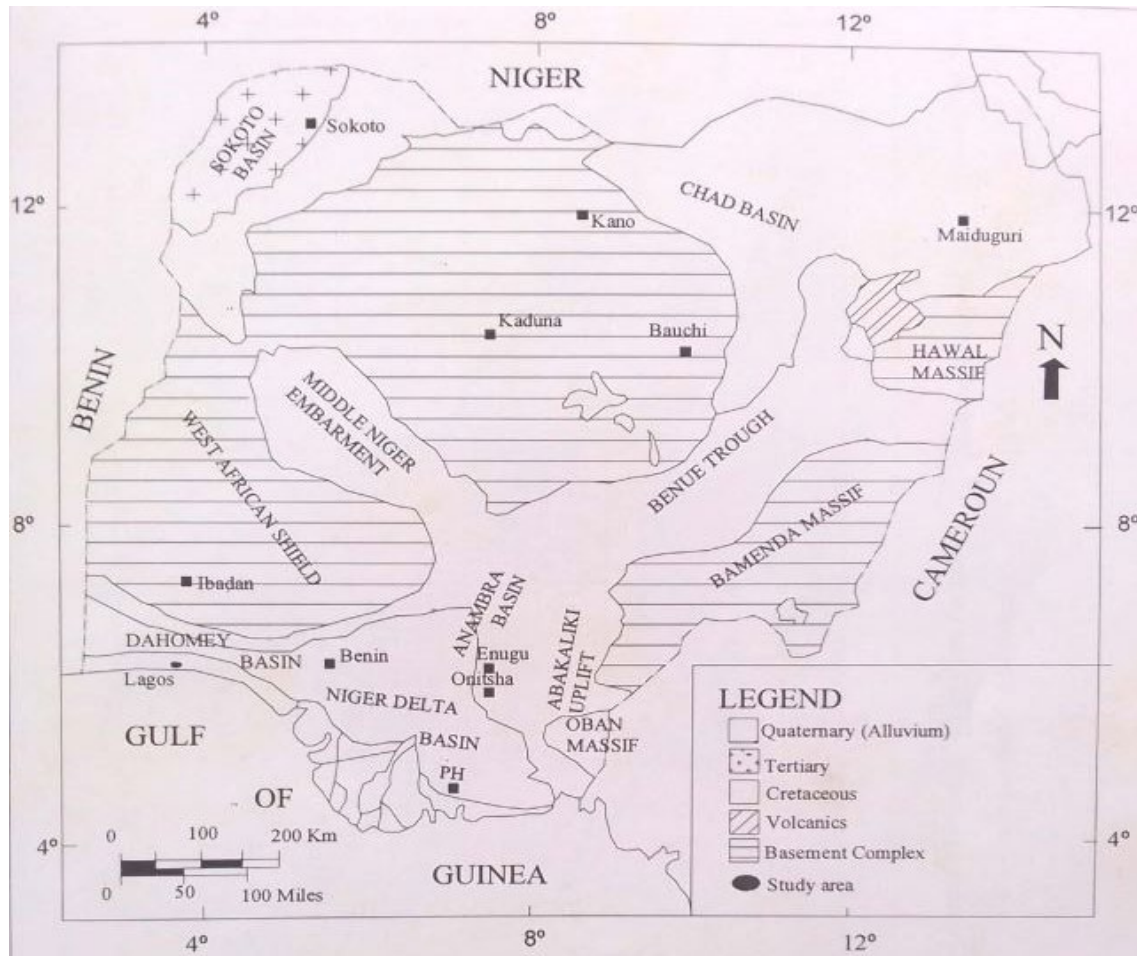 4° 8° 12°
NIGER
SOKOTO
BASIN
Sokoto
12° 12°
CHAD BASIN
Kano
Maiduguri
Kaduna
Bauchi
HAWAL
MASSIF
N
BENIN
MIDDLE NIGER
EMBARMENT
WEST AFRICAN SHIELD
BENUE TROUGH
8° 8°
BAMENDA MASSIF
CAMEROUN
Ibadan
ANAMBRA
BASIN
DAHOMEY
BASIN
Benin
Enugu
Onitsha
ABAKALIKI
UPLIFT
Lagos
NIGER DELTA
BASIN
OBAN
MASSIF
GULF
PH
OF
GUINEA
0 100 200 Km
0 50 100 Miles
4° 4°
LEGEND
Quaternary (Alluvium)
Tertiary
Cretaceous
Volcanics
Basement Complex
Study area
4° 8° 12°